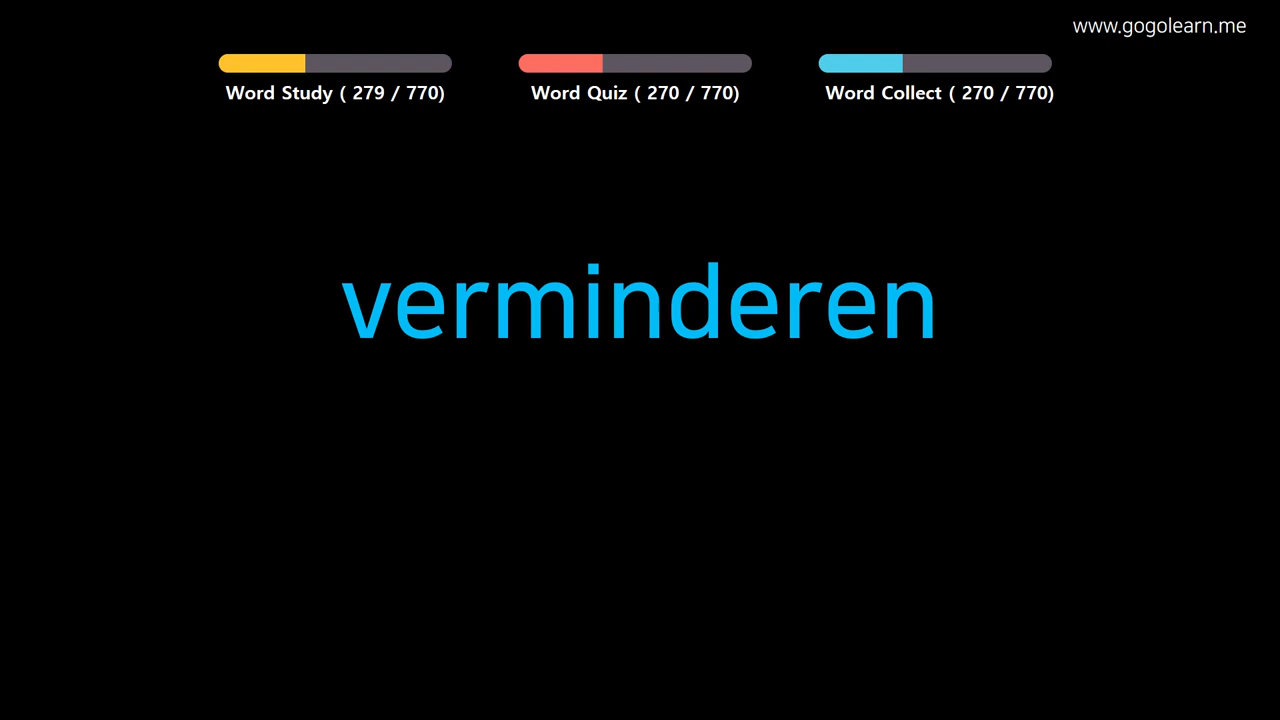 www.gogolearn.me
Word Study ( 279 / 770)
Word Quiz ( 270 / 770)
Word Collect ( 270 / 770)
verminderen